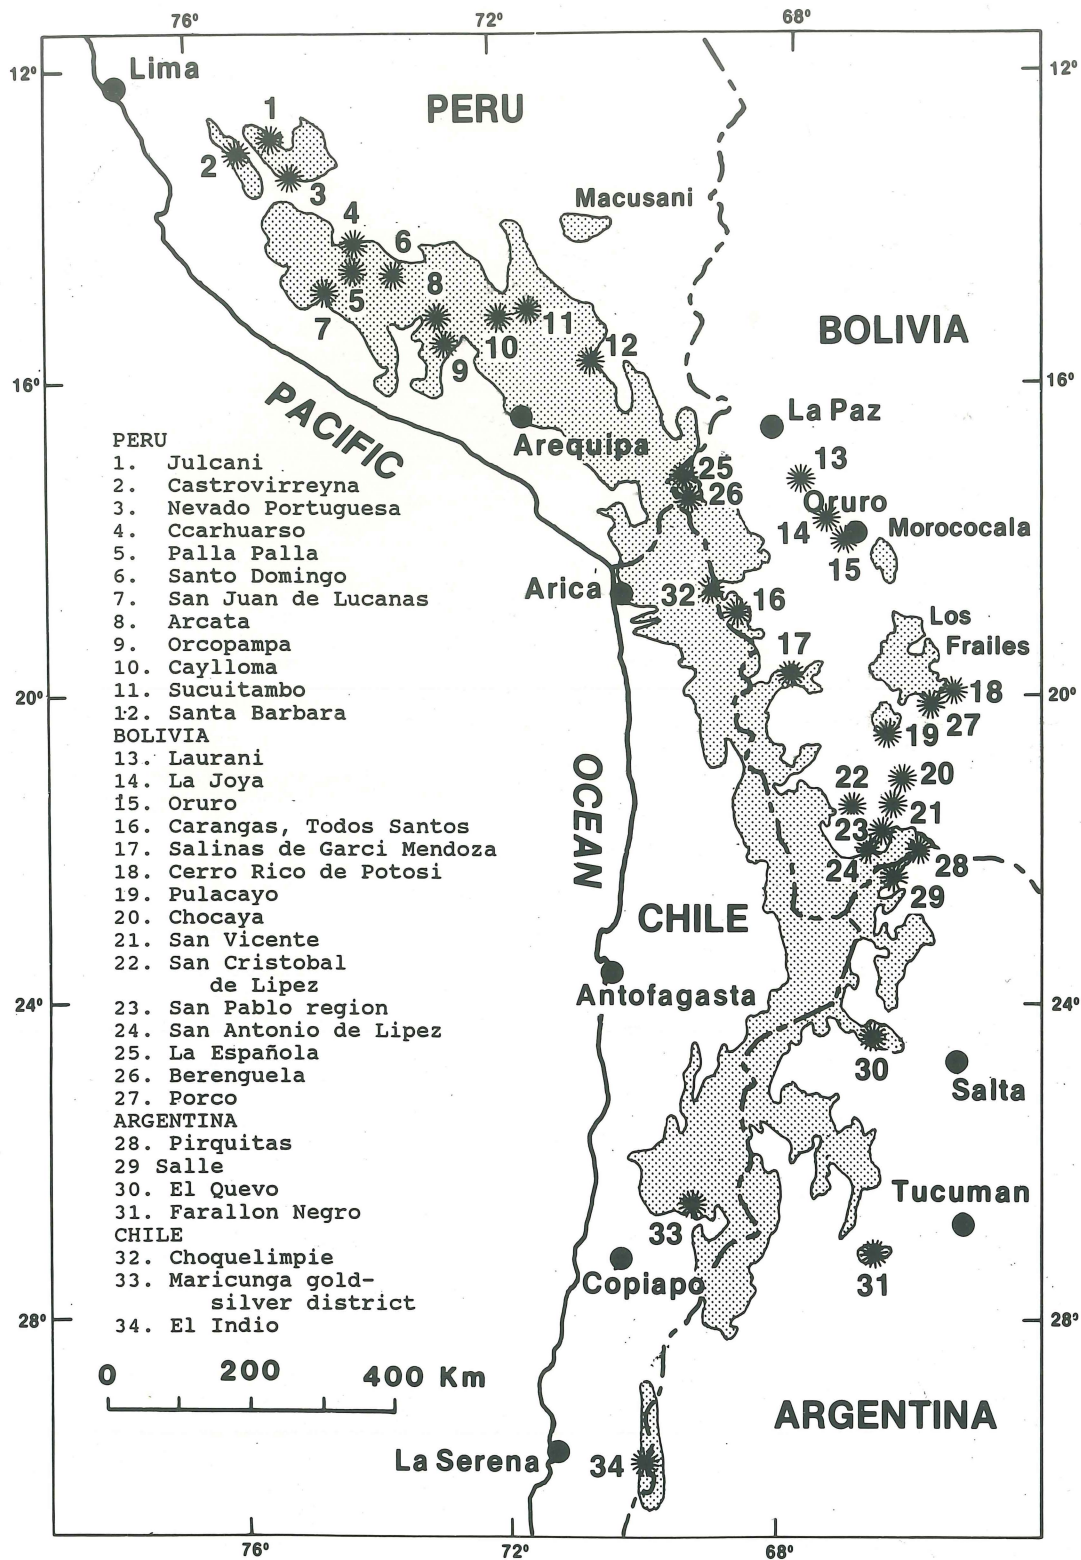 76° 72° 68°
12° Lima 12°
1 PERU
2
3
Macusani
4 6
8
5 11 BOLIVIA
7 10 12
9
16° 16°
La Paz
PACIFIC
Arequipa
25 13
26 Oruro
14 Morococala
15
Arica 32 16
Los
Frailes
17
20° 18 20°
19 27
OCEAN
22 20
21
23
24 28
29
CHILE
Antofagasta
24° 24°
30
Salta
Tucuman
33
Copiapo 31
28° 28°
PERU
1. Julcani
2. Castrovirreyna
3. Nevado Portuguesa
4. Ccarhuarso
5. Palla Palla
6. Santo Domingo
7. San Juan de Lucanas
8. Arcata
9. Orcopampa
10. Caylloma
11. Sucuitambo
12. Santa Barbara
BOLIVIA
13. Laurani
14. La Joya
15. Oruro
16. Carangas, Todos Santos
17. Salinas de Garci Mendoza
18. Cerro Rico de Potosi
19. Pulacayo
20. Chocaya
21. San Vicente
22. San Cristobal
de Lipez
23. San Pablo region
24. San Antonio de Lipez
25. La Española
26. Berenguela
27. Porco
ARGENTINA
28. Pirquitas
29 Salle
30. El Quevo
31. Farallon Negro
CHILE
32. Choquelimpie
33. Maricunga gold-
silver district
34. El Indio
0 200 400 Km
ARGENTINA
La Serena 34
76° 72° 68°